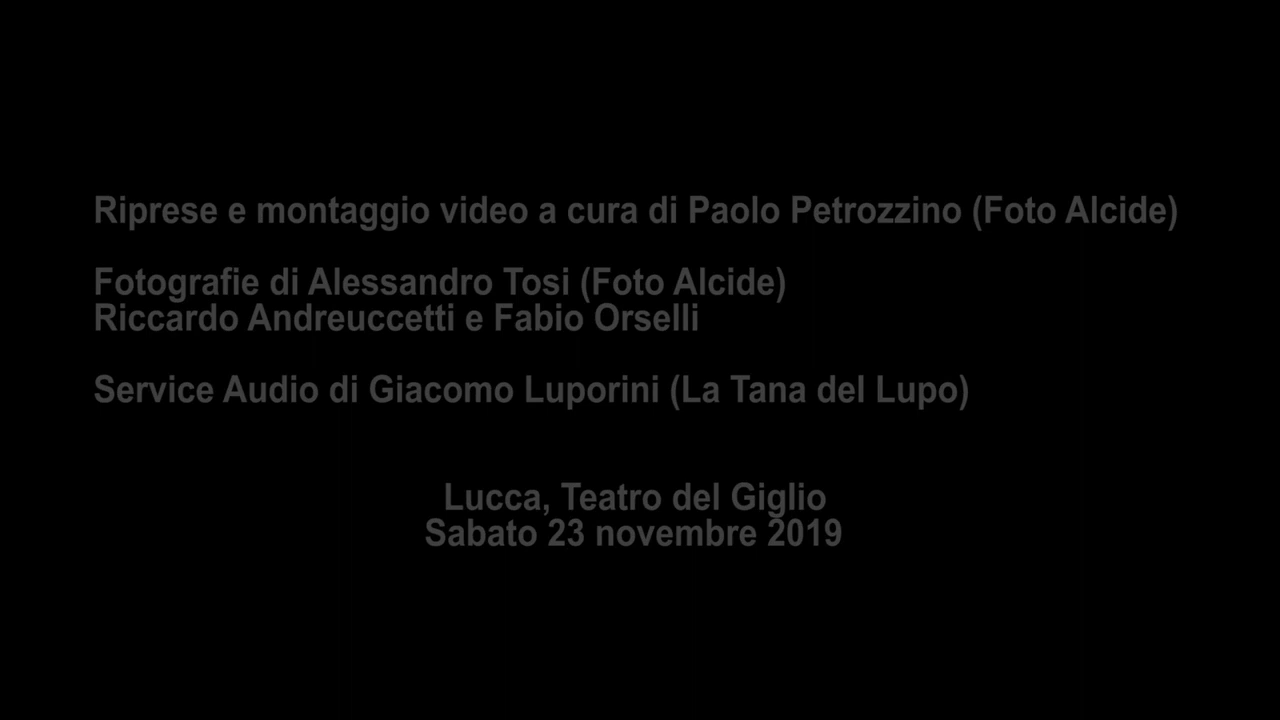 Riprese e montaggio video a cura di Paolo Petrozzino (Foto Alcide)
Fotografie di Alessandro Tosi (Foto Alcide)
Riccardo Andreuccetti e Fabio Orselli
Service Audio di Giacomo Luporini (La Tana del Lupo)
Lucca, Teatro del Giglio
Sabato 23 novembre 2019